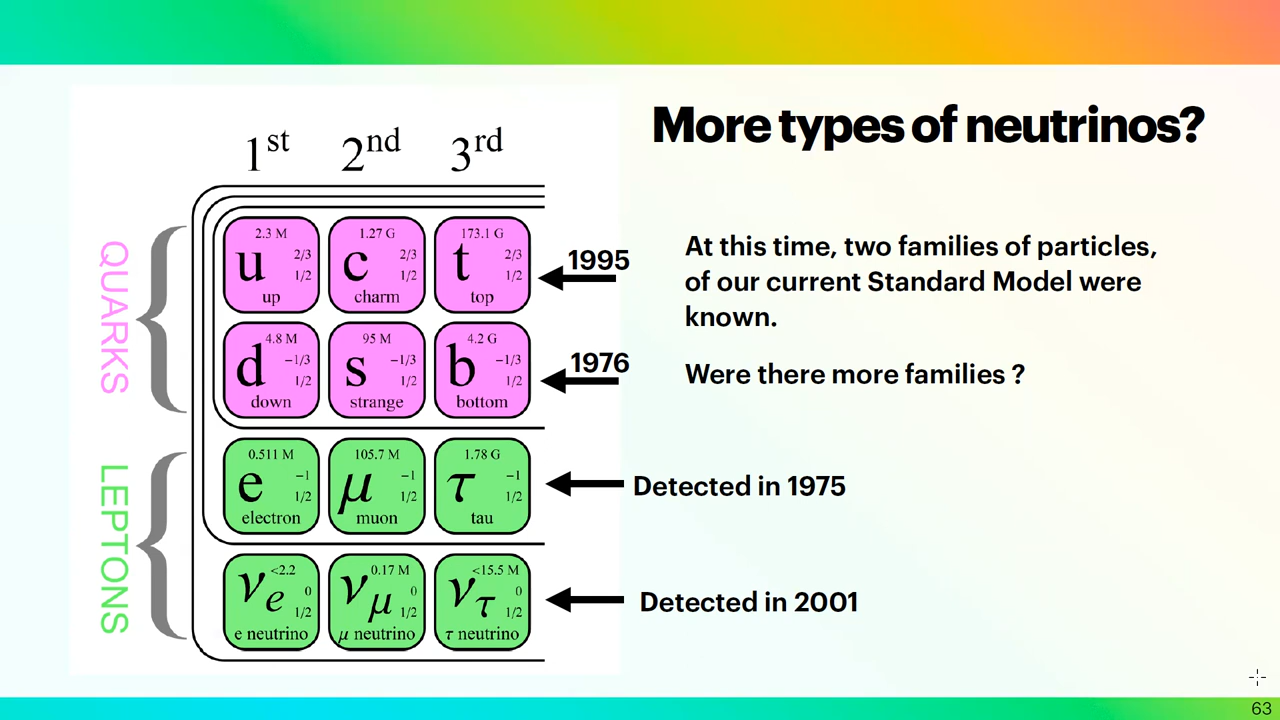 More types of neutrinos?
1st 2nd 3rd
QUARKS
2.3 M
u 2/3
1/2
up
1.27 G
c 2/3
1/2
charm
173.1 G
t 2/3
1/2
top
1995
4.8 M
d −1/3
1/2
down
95 M
s −1/3
1/2
strange
4.2 G
b −1/3
1/2
bottom
1976
LEPTONS
0.511 M
e −1
1/2
electron
105.7 M
μ −1
1/2
muon
1.78 G
τ −1
1/2
tau
Detected in 1975
<2.2
νe 0
1/2
e neutrino
0.17 M
νμ 0
1/2
μ neutrino
<15.5 M
ντ 0
1/2
τ neutrino
Detected in 2001
At this time, two families of particles,
of our current Standard Model were
known.
Were there more families ?
63